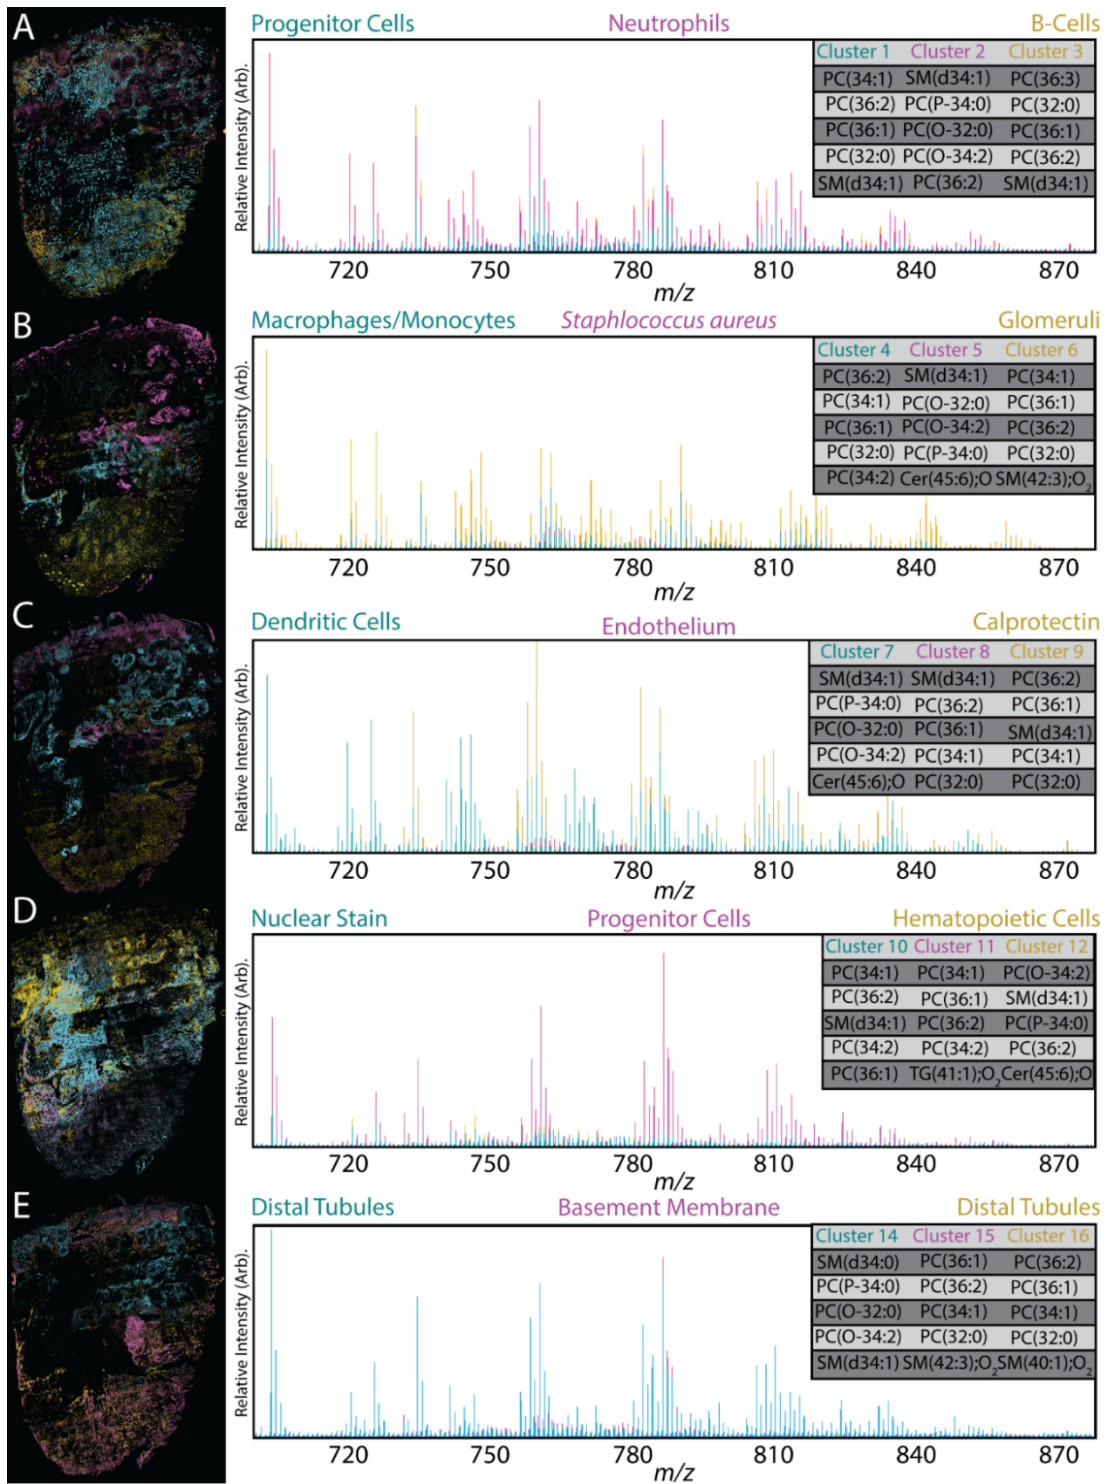 A
Progenitor Cells Neutrophils B-Cells
Relative Intensity (Arb).
Cluster 1 Cluster 2 Cluster 3
PC(34:1) SM(d34:1) PC(36:3)
PC(36:2) PC(P-34:0) PC(32:0)
PC(36:1) PC(O-32:0) PC(36:1)
PC(32:0) PC(O-34:2) PC(36:2)
SM(d34:1) PC(36:2) SM(d34:1)
720 750 780 810 840 870
m/z
B
Macrophages/Monocytes Staphlococcus aureus Glomeruli
Relative Intensity (Arb).
Cluster 4 Cluster 5 Cluster 6
PC(36:2) SM(d34:1) PC(34:1)
PC(34:1) PC(O-32:0) PC(36:1)
PC(36:1) PC(O-34:2) PC(36:2)
PC(32:0) PC(P-34:0) PC(32:0)
PC(34:2) Cer(45:6);O SM(42:3);O₂
720 750 780 810 840 870
m/z
C
Dendritic Cells Endothelium Calprotectin
Relative Intensity (Arb).
Cluster 7 Cluster 8 Cluster 9
SM(d34:1) SM(d34:1) PC(36:2)
PC(P-34:0) PC(36:2) PC(36:1)
PC(O-32:0) PC(36:1) SM(d34:1)
PC(O-34:2) PC(34:1) PC(34:1)
Cer(45:6);O PC(32:0) PC(32:0)
720 750 780 810 840 870
m/z
D
Nuclear Stain Progenitor Cells Hematopoietic Cells
Relative Intensity (Arb).
Cluster 10 Cluster 11 Cluster 12
PC(34:1) PC(34:1) PC(O-34:2)
PC(36:2) PC(36:1) SM(d34:1)
SM(d34:1) PC(36:2) PC(P-34:0)
PC(34:2) PC(34:2) PC(36:2)
PC(36:1) TG(41:1);O₂ Cer(45:6);O
720 750 780 810 840 870
m/z
E
Distal Tubules Basement Membrane Distal Tubules
Relative Intensity (Arb).
Cluster 14 Cluster 15 Cluster 16
SM(d34:0) PC(36:1) PC(36:2)
PC(P-34:0) PC(36:2) PC(36:1)
PC(O-32:0) PC(34:1) PC(34:1)
PC(O-34:2) PC(32:0) PC(32:0)
SM(d34:1) SM(42:3);O₂ SM(40:1);O₂
720 750 780 810 840 870
m/z